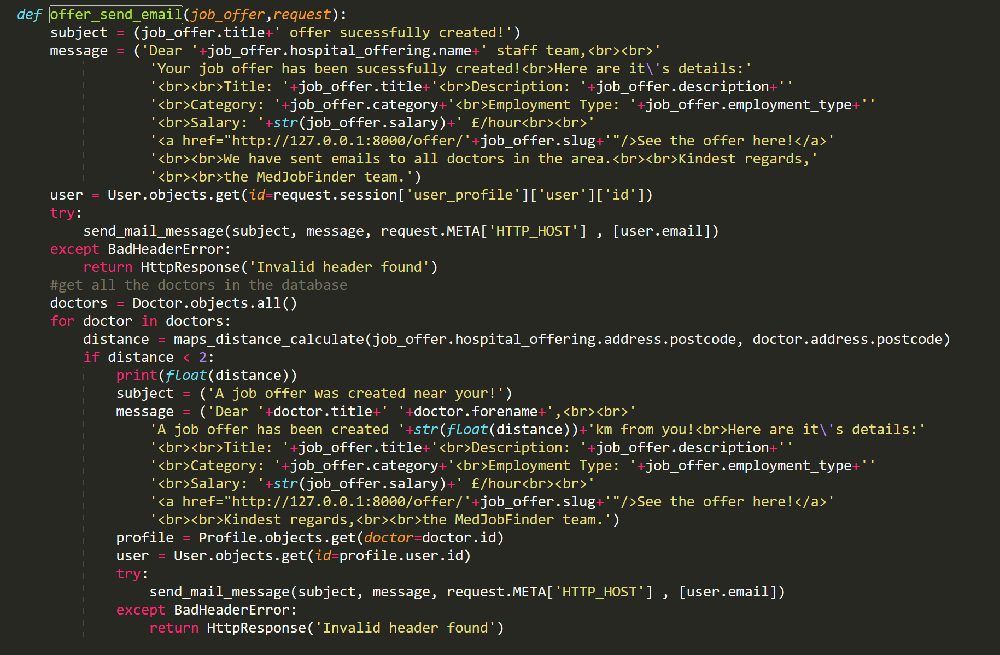 def offer_send_email(job_offer,request):
    subject = (job_offer.title+' offer sucessfully created!')
    message = ('Dear '+job_offer.hospital_offering.name+' staff team,<br><br>'
                'Your job offer has been sucessfully created!<br>Here are it\'s details:'
                '<br><br>Title: '+job_offer.title+'<br>Description: '+job_offer.description+''
                '<br>Category: '+job_offer.category+'<br>Employment Type: '+job_offer.employment_type+''
                '<br>Salary: '+str(job_offer.salary)+' £/hour<br><br>'
                '<a href="http://127.0.0.1:8000/offer/'+job_offer.slug+'"/>See the offer here!</a>'
                '<br><br>We have sent emails to all doctors in the area.<br><br>Kindest regards,'
                '<br><br>the MedJobFinder team.')
    user = User.objects.get(id=request.session['user_profile']['user']['id'])
    try:
        send_mail_message(subject, message, request.META['HTTP_HOST'] , [user.email])
    except BadHeaderError:
        return HttpResponse('Invalid header found')
    #get all the doctors in the database
    doctors = Doctor.objects.all()
    for doctor in doctors:
        distance = maps_distance_calculate(job_offer.hospital_offering.address.postcode, doctor.address.postcode)
        if distance < 2:
            print(float(distance))
            subject = ('A job offer was created near your!')
            message = ('Dear '+doctor.title+' '+doctor.forename+',<br><br>'
                'A job offer has been created '+str(float(distance))+'km from you!<br>Here are it\'s details:'
                '<br><br>Title: '+job_offer.title+'<br>Description: '+job_offer.description+''
                '<br>Category: '+job_offer.category+'<br>Employment Type: '+job_offer.employment_type+''
                '<br>Salary: '+str(job_offer.salary)+' £/hour<br><br>'
                '<a href="http://127.0.0.1:8000/offer/'+job_offer.slug+'"/>See the offer here!</a>'
                '<br><br>Kindest regards,<br><br>the MedJobFinder team.')
            profile = Profile.objects.get(doctor=doctor.id)
            user = User.objects.get(id=profile.user.id)
            try:
                send_mail_message(subject, message, request.META['HTTP_HOST'] , [user.email])
            except BadHeaderError:
                return HttpResponse('Invalid header found')